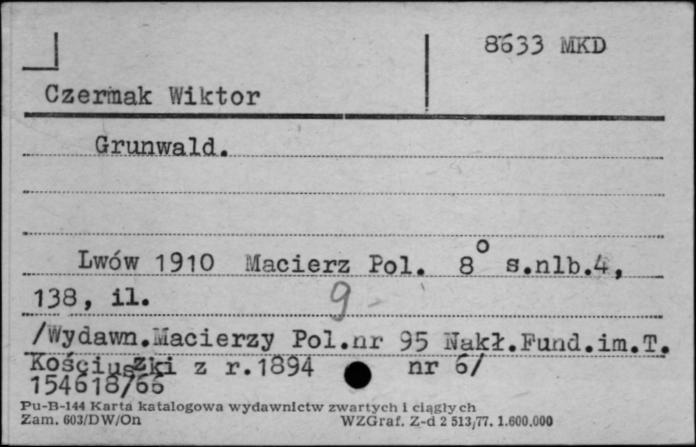 8633 MKD
Czermak Wiktor
Grunwald.
Lwów 1910 Macierz Pol. 8° s.nlb.4,
138, il.
9-
/Wydawn.Macierzy Pol.nr 95 Nakł.Fund.im.T.
Kościuszki z r.1894 nr 6/
154618/66
Pu-B-144 Karta katalogowa wydawnictw zwartych i ciągłych
Zam. 603/DW/On WZGraf. Z-d 2 513/77. 1.600.000